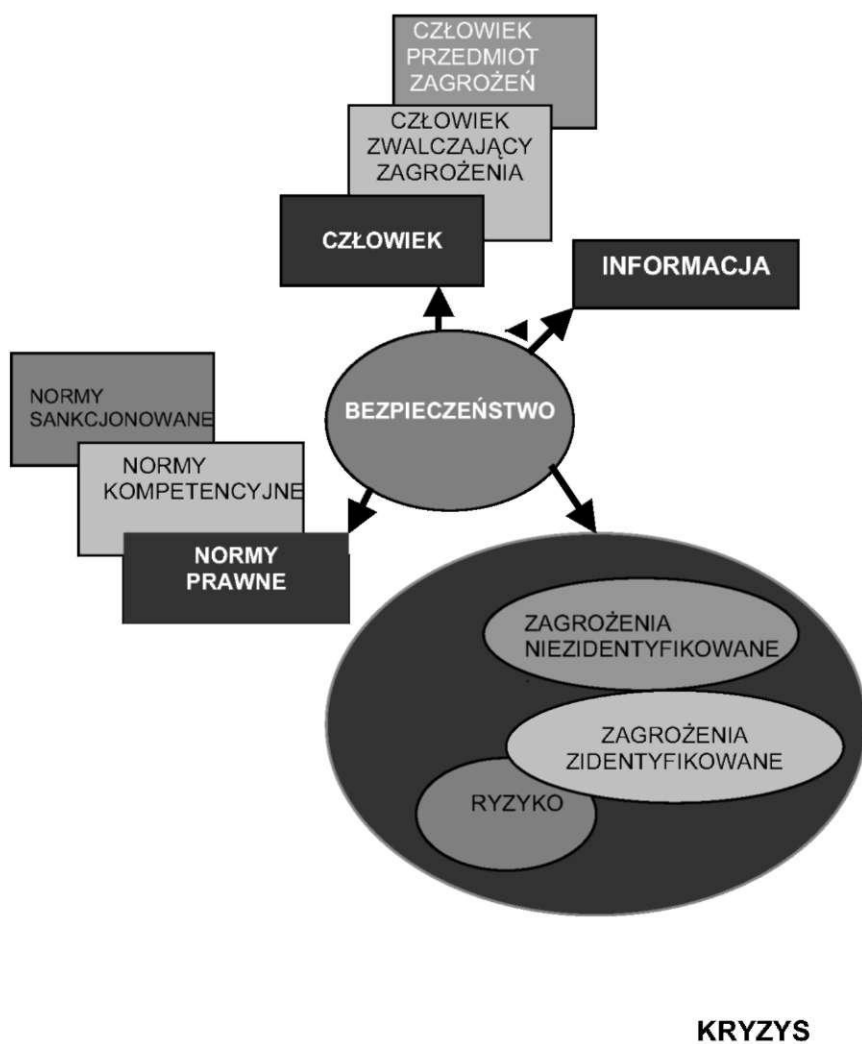 CZŁOWIEK
PRZEDMIOT
ZAGROŻEŃ
CZŁOWIEK
ZWALCZAJĄCY
ZAGROŻENIA
CZŁOWIEK
INFORMACJA
BEZPIECZEŃSTWO
NORMY
SANKCJONOWANE
NORMY
KOMPETENCYJNE
NORMY
PRAWNE
ZAGROŻENIA
NIEZIDENTYFIKOWANE
ZAGROŻENIA
ZIDENTYFIKOWANE
RYZYKO
KRYZYS